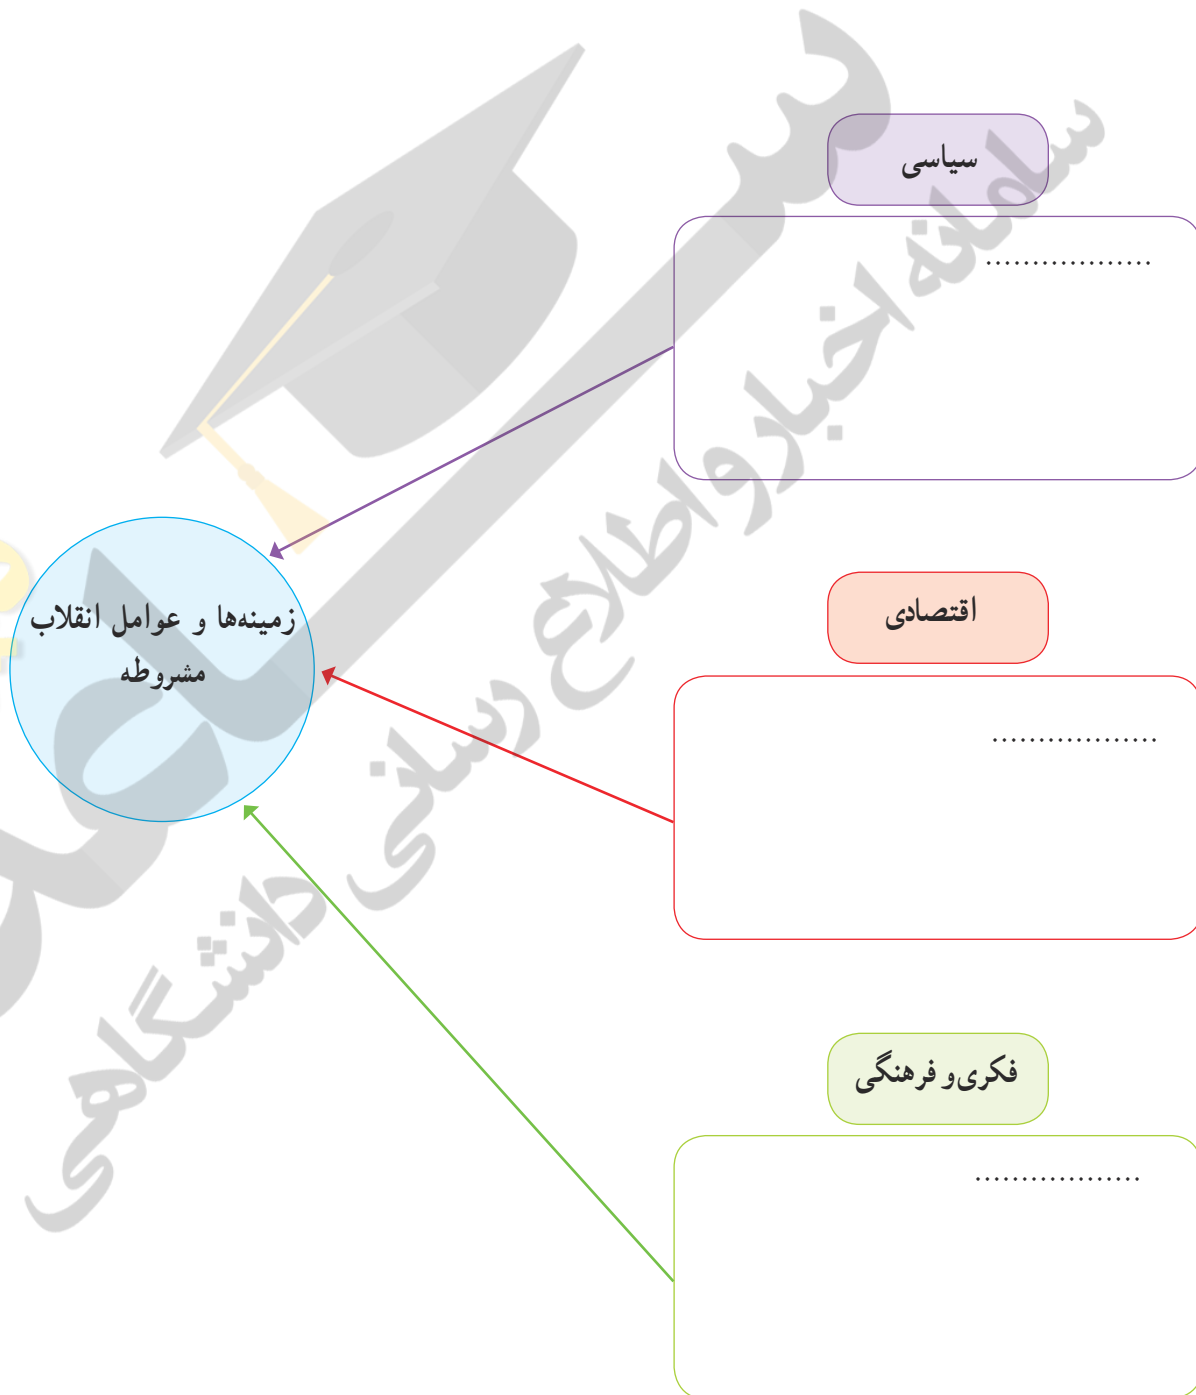 سیاسی
..................
زمینه‌ها و عوامل انقلاب
مشروطه
اقتصادی
..................
فکری و فرهنگی
..................
سامانه اخبار و اطلاع رسانی دانشگاهی